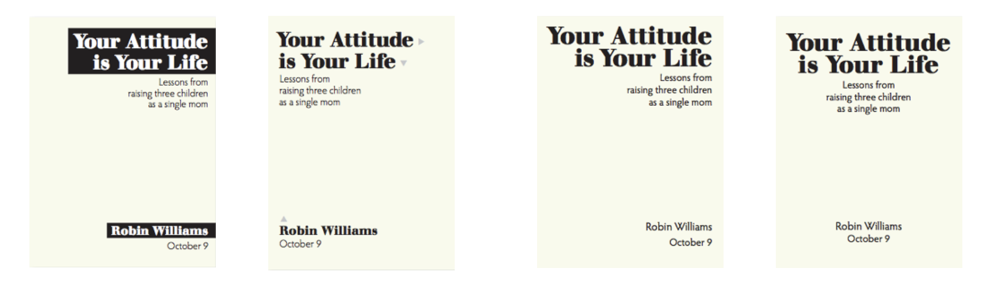 Your Attitude
is Your Life
Lessons from
raising three children
as a single mom
Robin Williams
October 9
Your Attitude
is Your Life
Lessons from
raising three children
as a single mom
Robin Williams
October 9
Your Attitude
is Your Life
Lessons from
raising three children
as a single mom
Robin Williams
October 9
Your Attitude
is Your Life
Lessons from
raising three children
as a single mom
Robin Williams
October 9